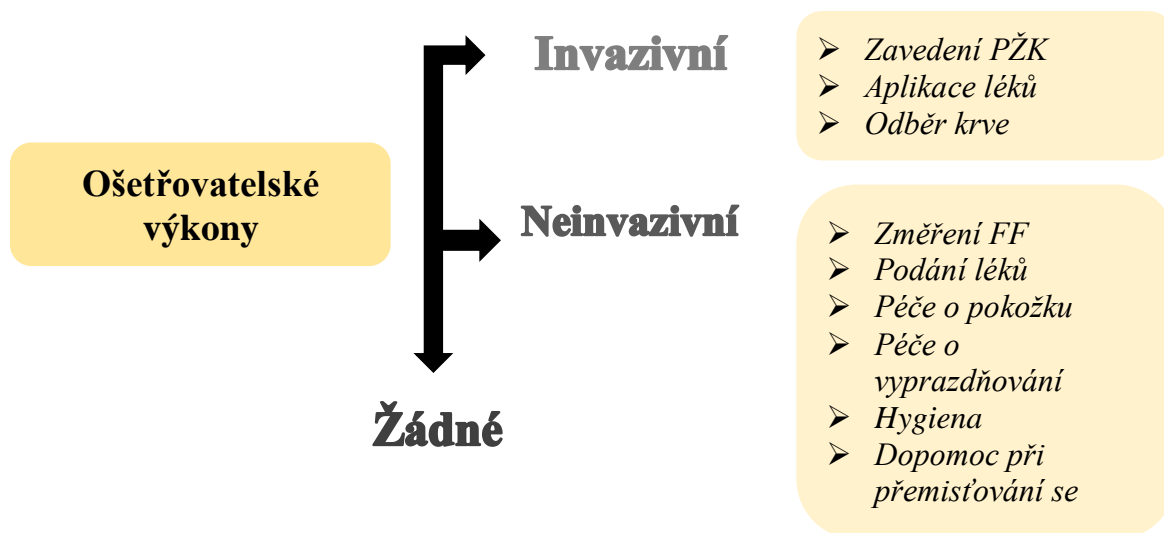 Ošetřovatelské
výkony
Invazivní
➢ Zavedení PŽK
➢ Aplikace léků
➢ Odběr krve
Neinvazivní
➢ Změření FF
➢ Podání léků
➢ Péče o pokožku
➢ Péče o
vyprazdňování
➢ Hygiena
➢ Dopomoc při
přemisťování se
Žádné